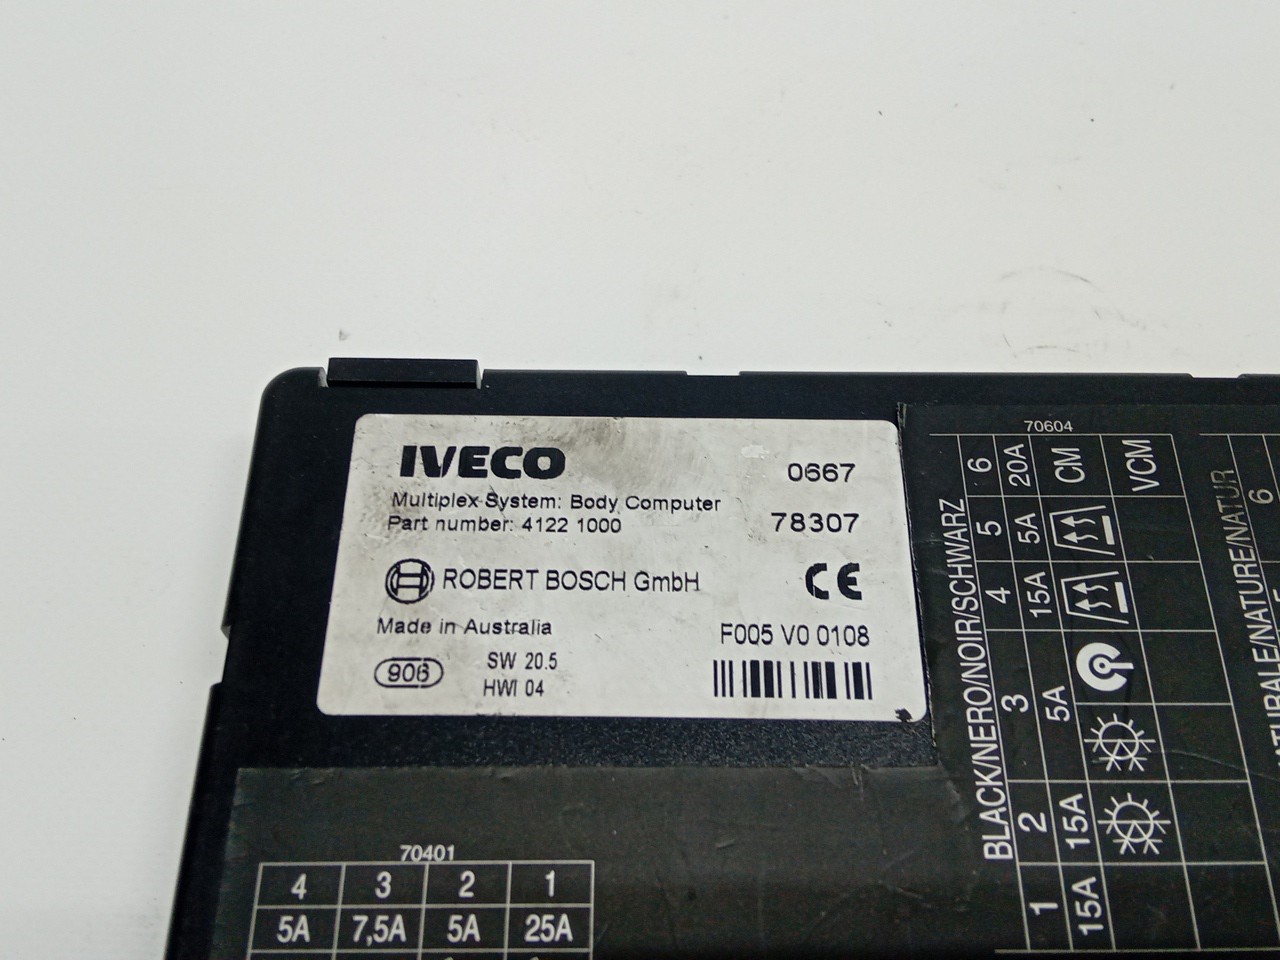 IVECO
0667
Multiplex System: Body Computer
Part number: 4122 1000
78307
ROBERT BOSCH GmbH
CE
Made in Australia
F005 V0 0108
906
SW 20.5
HWI 04
70401
4 3 2 1
5A 7,5A 5A 25A
70604
BLACK/NERO/NOIR/SCHWARZ
1 2 3 4 5 6
15A 15A 5A 15A 5A 20A
CM
VCM
NATURE/NATUR
6